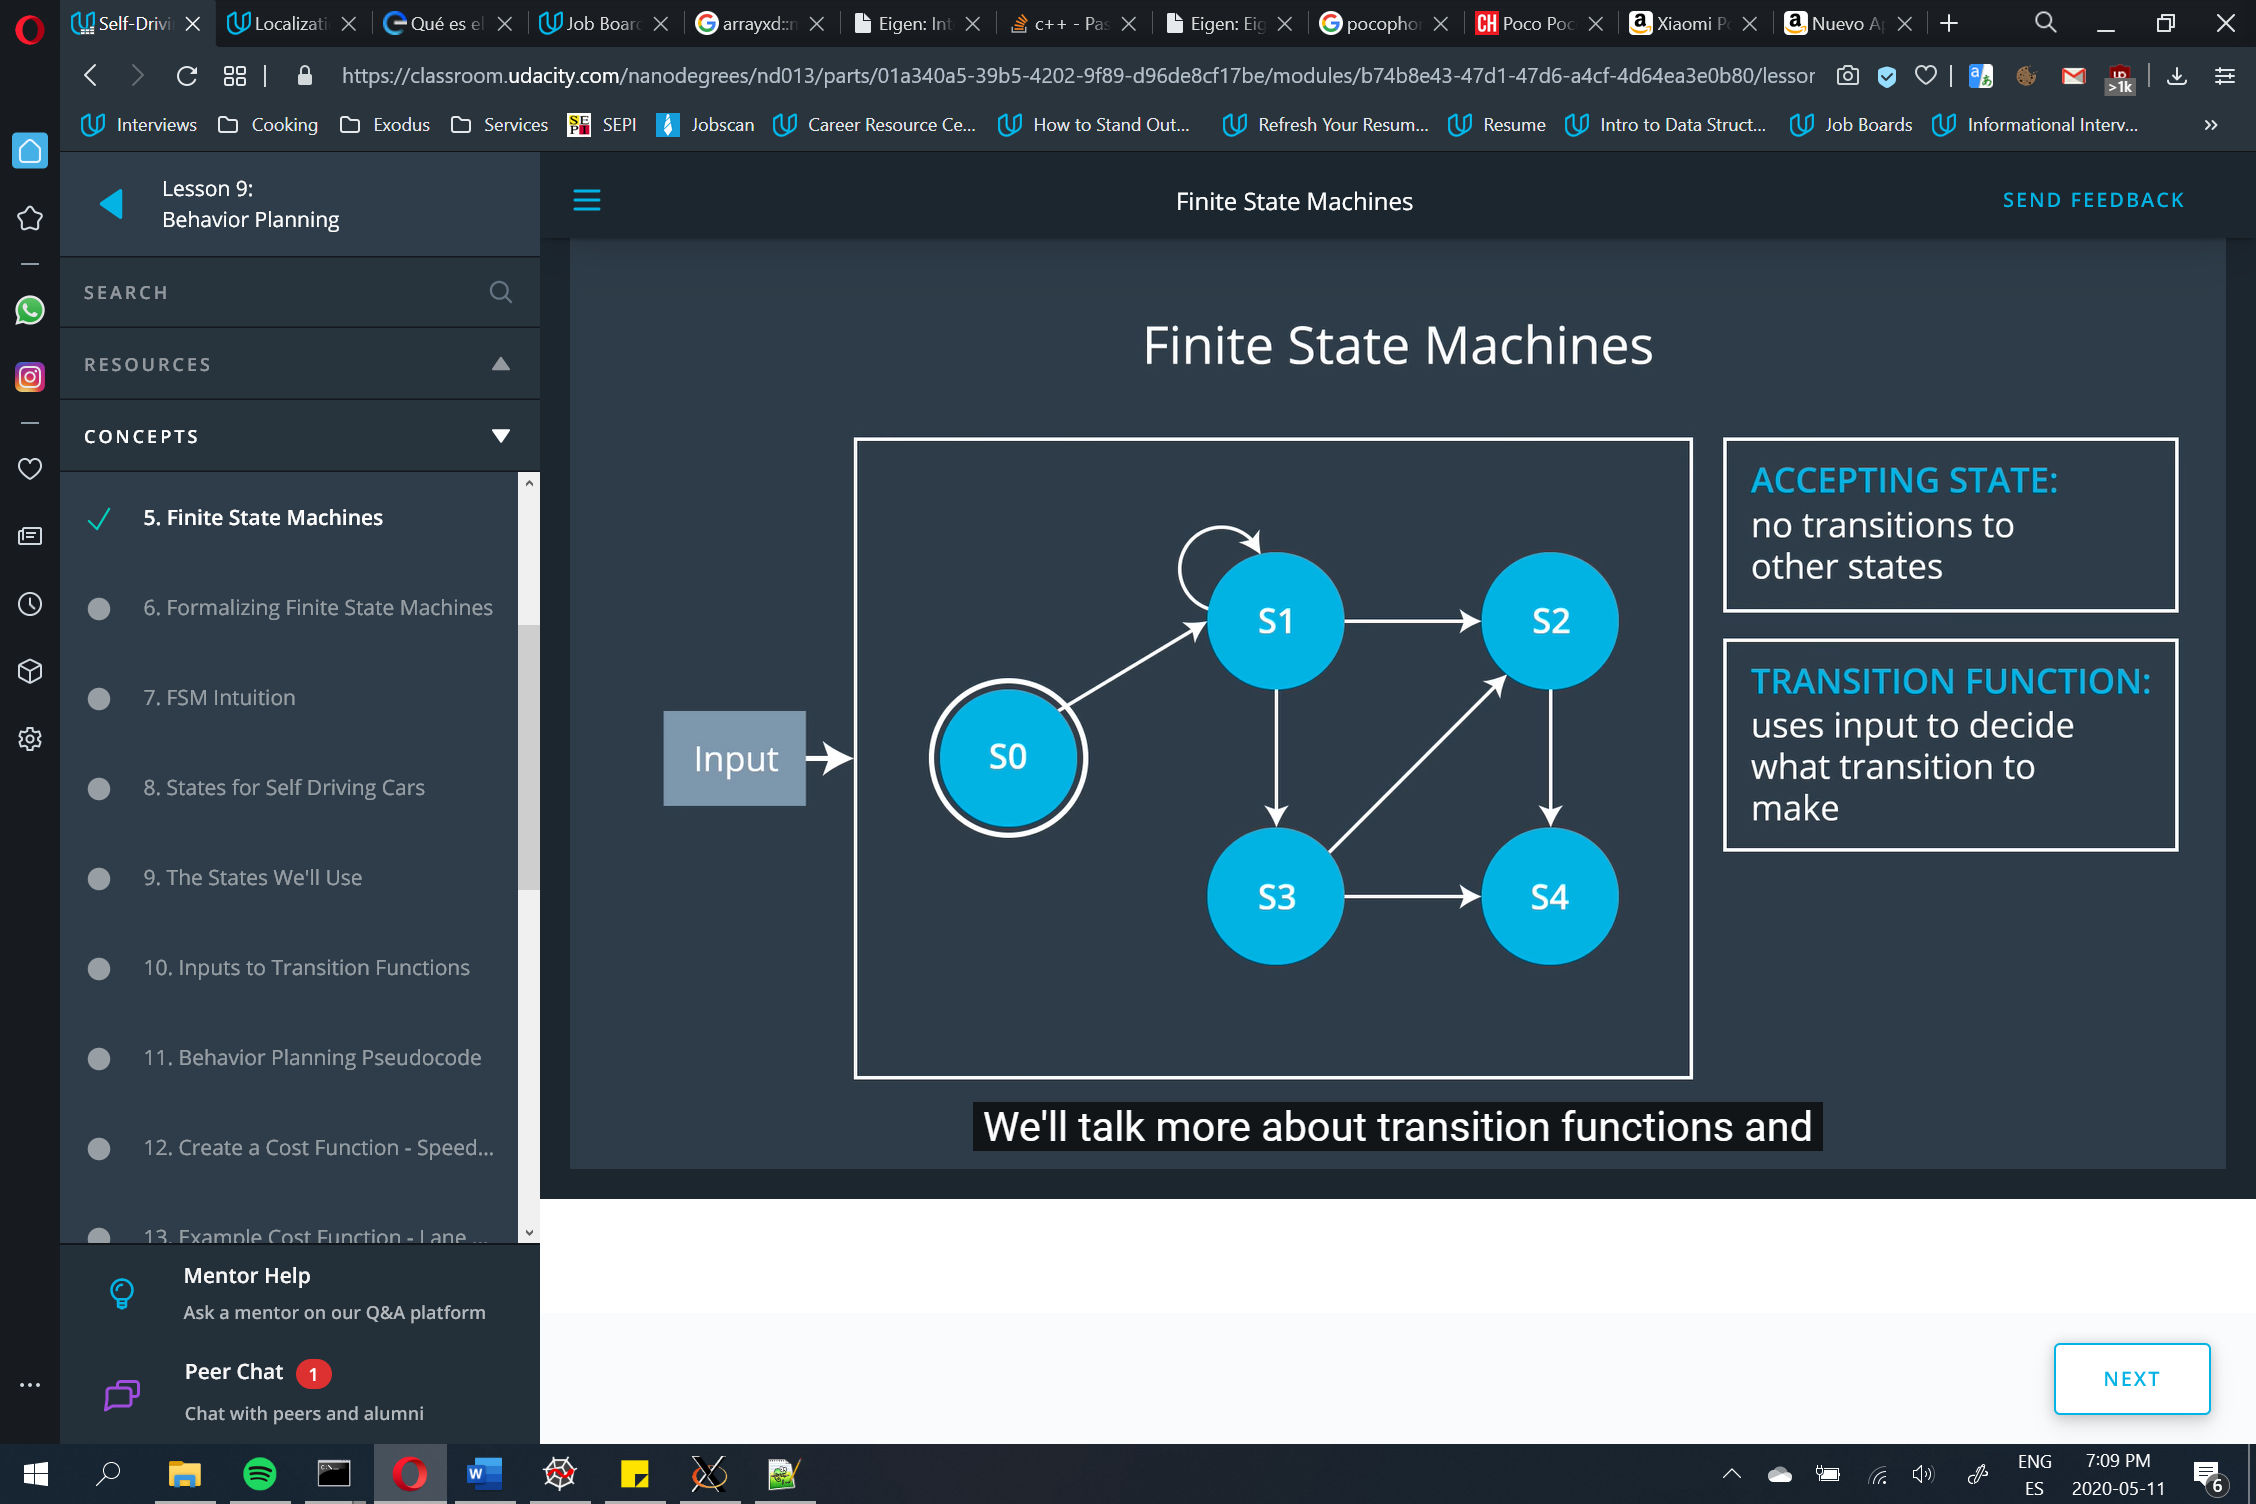 Self-Drivi
Localizati
Qué es el
Job Board
arrayxd::n
Eigen: Int
c++ - Pas
Eigen: Eig
pocophon
CH Poco Poc
Xiaomi Po
Nuevo Ap
https://classroom.udacity.com/nanodegrees/nd013/parts/01a340a5-39b5-4202-9f89-d96de8cf17be/modules/b74b8e43-47d1-47d6-a4cf-4d64ea3e0b80/lessor
>1k
Interviews
Cooking
Exodus
Services
SEPI
Jobscan
Career Resource Ce...
How to Stand Out...
Refresh Your Resum...
Resume
Intro to Data Struct...
Job Boards
Informational Interv...
Lesson 9:
Behavior Planning
Finite State Machines
SEND FEEDBACK
SEARCH
RESOURCES
CONCEPTS
5. Finite State Machines
6. Formalizing Finite State Machines
7. FSM Intuition
8. States for Self Driving Cars
9. The States We'll Use
10. Inputs to Transition Functions
11. Behavior Planning Pseudocode
12. Create a Cost Function - Speed...
13. Example Cost Function - Lane ...
Mentor Help
Ask a mentor on our Q&A platform
Peer Chat 1
Chat with peers and alumni
Finite State Machines
Input
S0
S1
S2
S3
S4
ACCEPTING STATE:
no transitions to
other states
TRANSITION FUNCTION:
uses input to decide
what transition to
make
We'll talk more about transition functions and
NEXT
ENG
ES
7:09 PM
2020-05-11
6